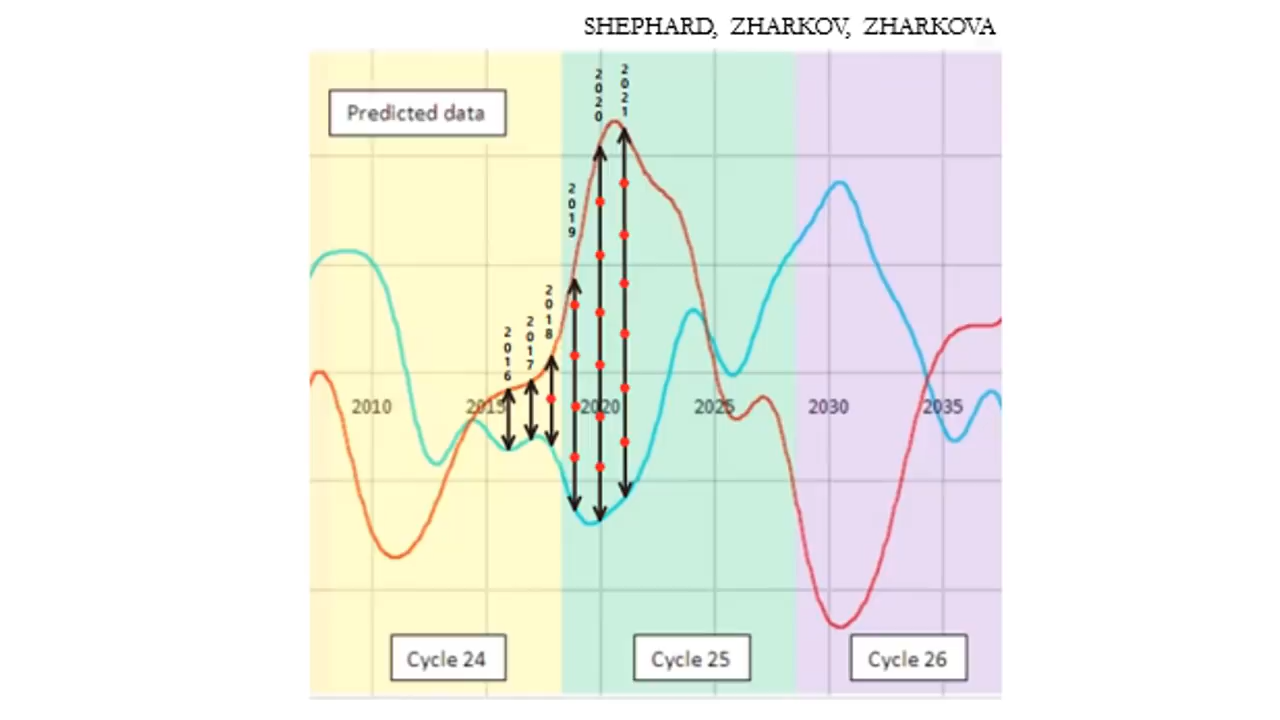 SHEPHARD, ZHARKOV, ZHARKOVA
Predicted data
2016
2017
2018
2019
2020
2021
2010 2015 2020 2025 2030 2035
Cycle 24 Cycle 25 Cycle 26